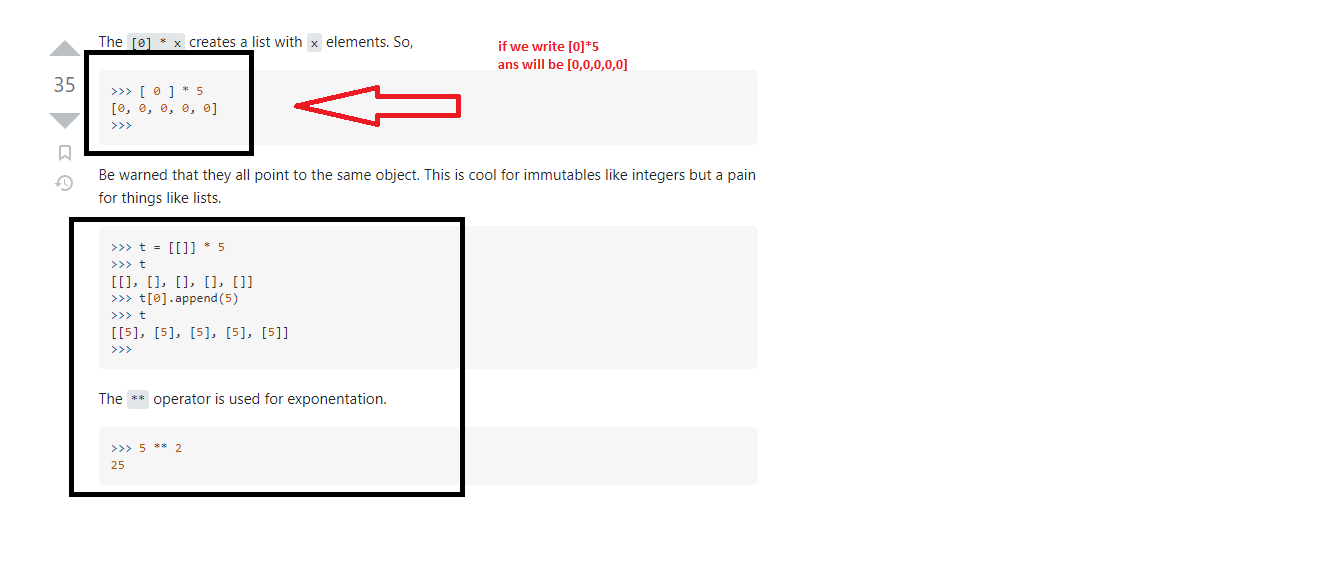 The [0] * x creates a list with x elements. So,
if we write [0]*5
ans will be [0,0,0,0,0]
35
>>> [ 0 ] * 5
[0, 0, 0, 0, 0]
>>>
Be warned that they all point to the same object. This is cool for immutables like integers but a pain
for things like lists.
>>> t = [[]] * 5
>>> t
[[], [], [], [], []]
>>> t[0].append(5)
>>> t
[[5], [5], [5], [5], [5]]
>>>
The ** operator is used for exponentation.
>>> 5 ** 2
25